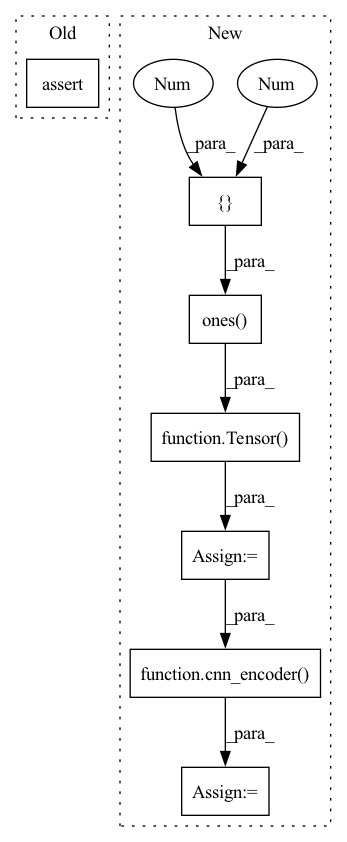 Old
New
assert
Num
Num
_para_
_para_
{}
_para_
ones()
_para_
function.Tensor()
_para_
Assign:=
_para_
function.cnn_encoder()
_para_
Assign:=